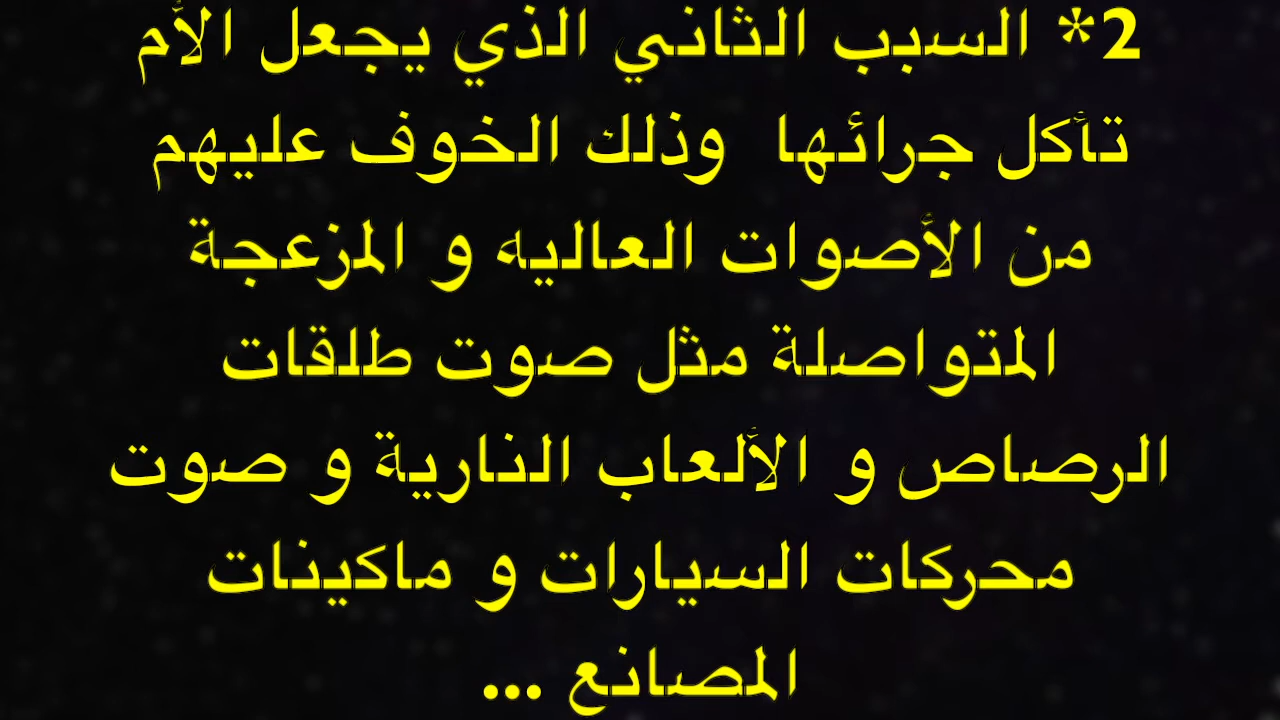 2* السبب الثاني الذي يجعل الأم
تأكل جرائها وذلك الخوف عليهم
من الأصوات العاليه و المزعجة
المتواصلة مثل صوت طلقات
الرصاص و الألعاب النارية و صوت
محركات السيارات و ماكينات
المصانع ...